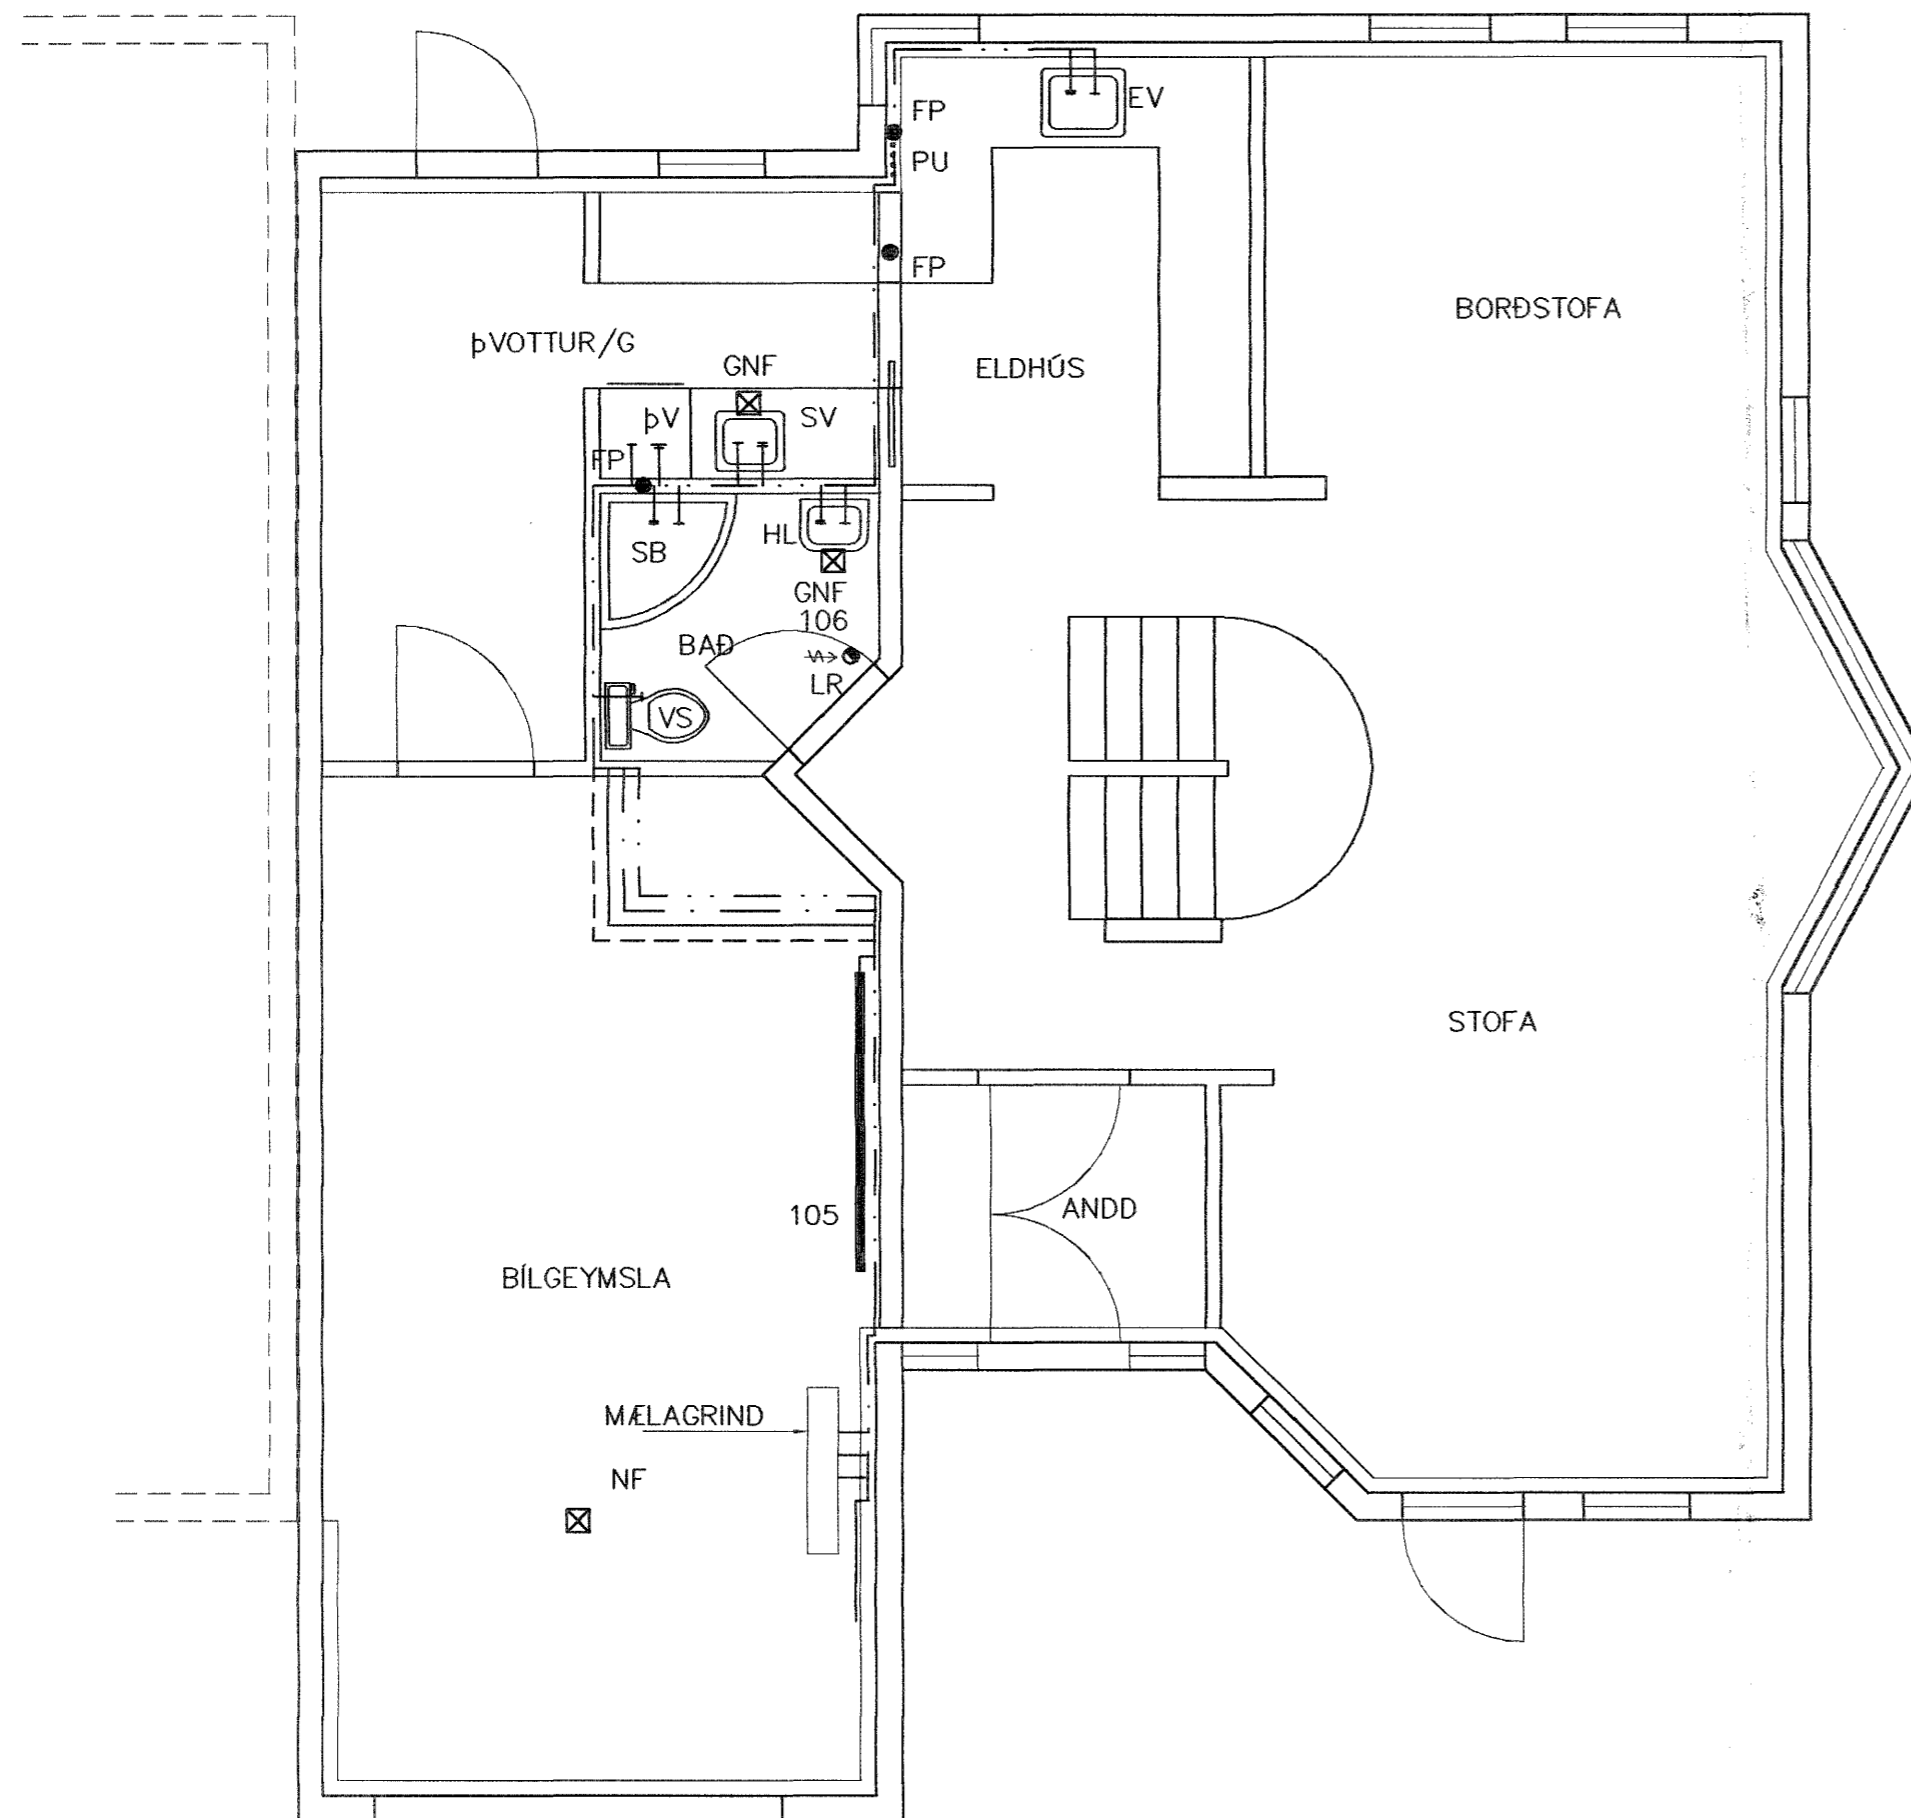 FP
EV
PU
FP
BORÐSTOFA
ÞVOTTUR/G
GNF
ELDHÚS
ÞV
SV
FP
HL
SB
GNF
106
BAÐ
LR
VS
STOFA
105
ANDD
BÍLGEYMSLA
MÆLAGRIND
NF